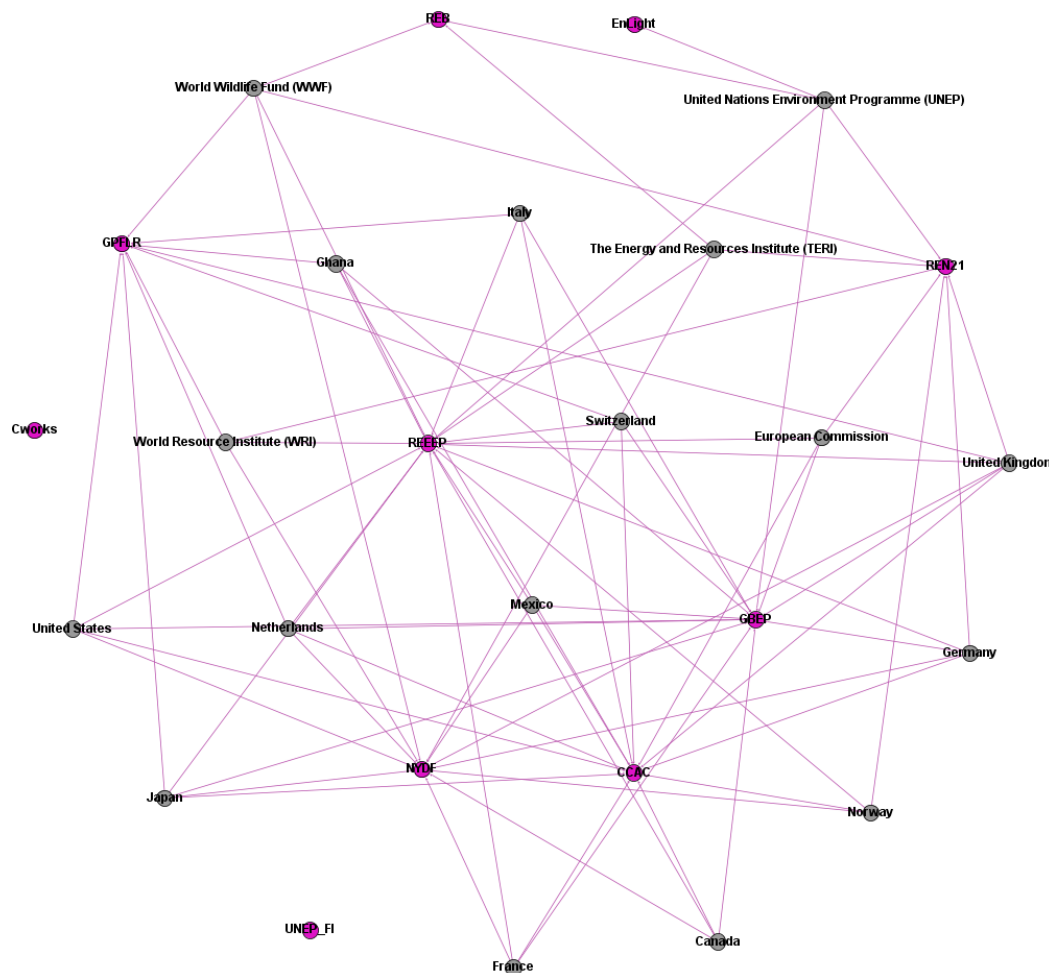 REB
EnLight
World Wildlife Fund (WWF)
United Nations Environment Programme (UNEP)
Italy
GPFLR
The Energy and Resources Institute (TERI)
Ghana
REN21
Switzerland
Cworks
World Resource Institute (WRI)
REEEP
European Commission
United Kingdom
Mexico
GBEP
United States
Netherlands
Germany
NYDF
CCAC
Japan
Norway
UNEP_FI
Canada
France